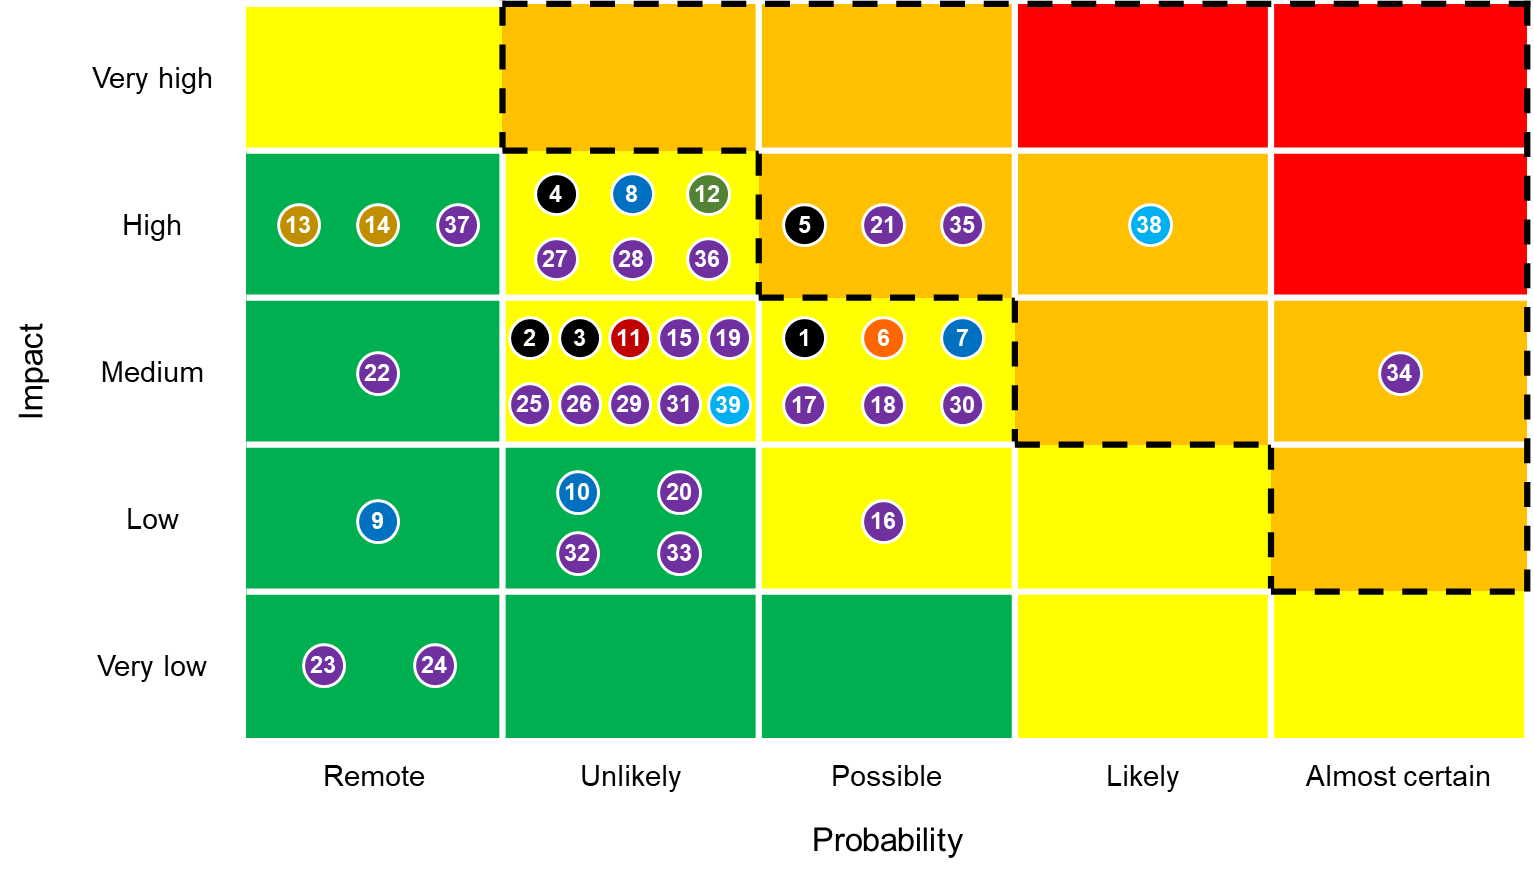 Very high
High
4 8 12
13 14 37
5 21 35
38
27 28 36
Impact
Medium
2 3 11 15 19
1 6 7
22
34
25 26 29 31 39
17 18 30
Low
10 20
9
16
32 33
Very low
23 24
Remote Unlikely Possible Likely Almost certain
Probability